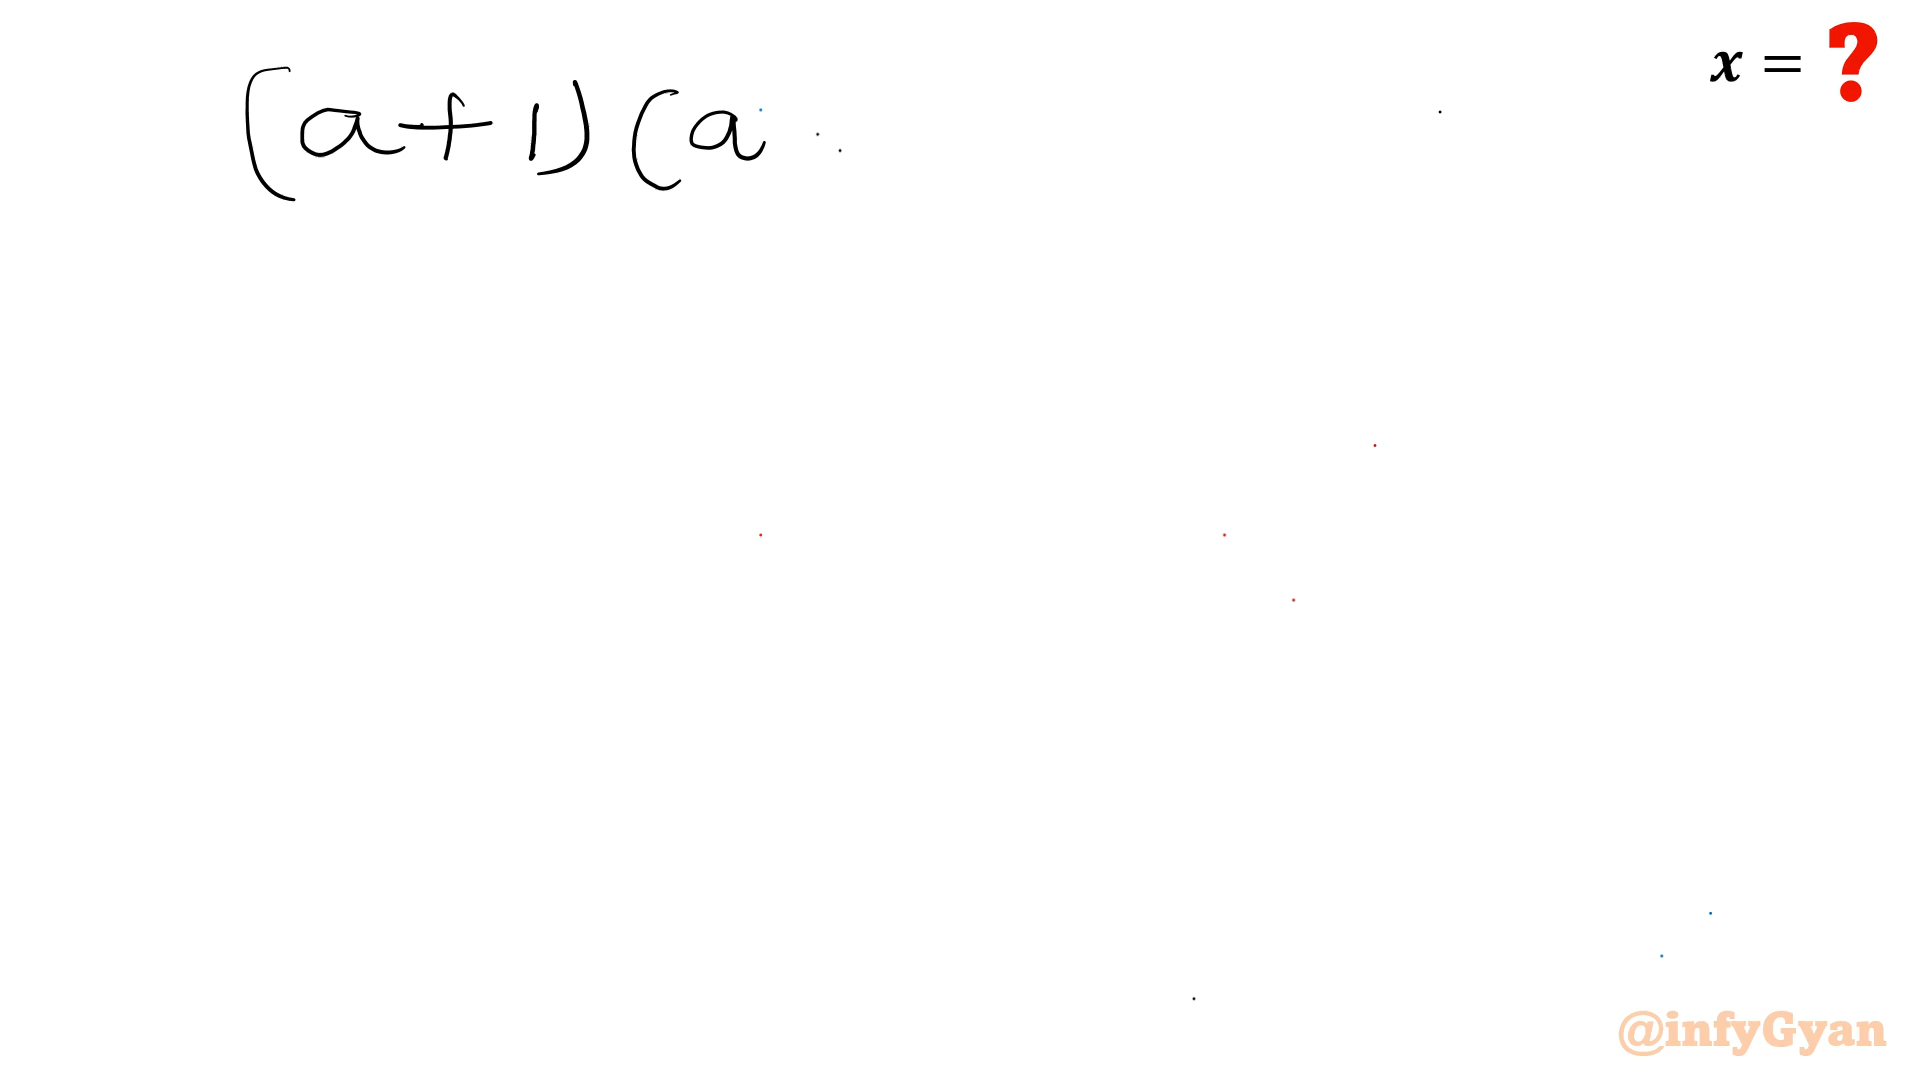 x = ?
(a+1) (a
@infyGyan